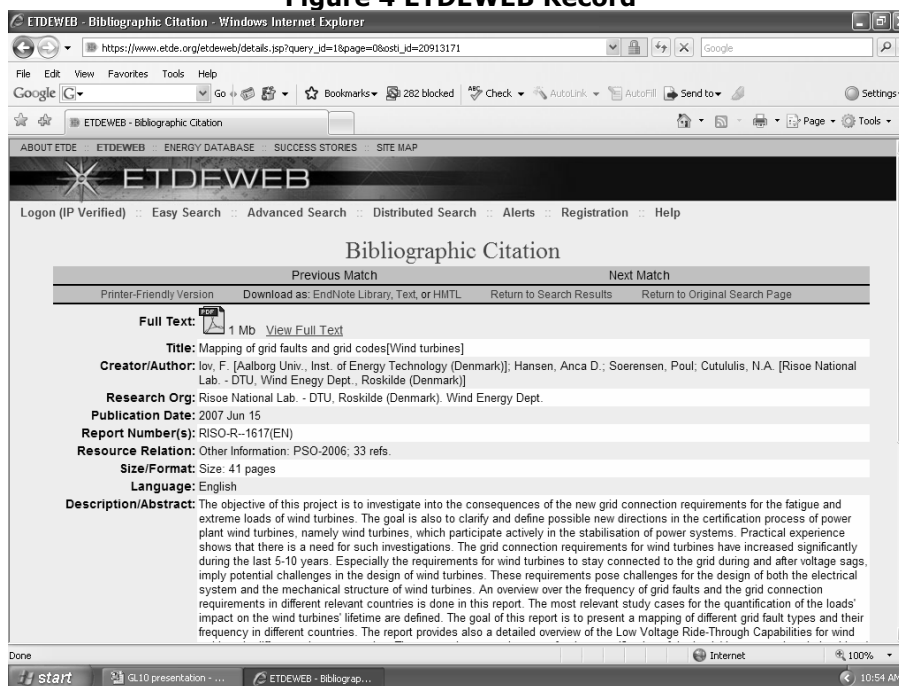 Figure 4 ETDEWEB Record
ETDEWEB - Bibliographic Citation - Windows Internet Explorer
https://www.etde.org/etdeweb/details.jsp?query_id=1&page=0&osti_id=20913171
Google
File Edit View Favorites Tools Help
Google G Go Bookmarks 282 blocked Check AutoLink AutoFill Send to Settings
ETDEWEB - Bibliographic Citation Page Tools
ABOUT ETDE :: ETDEWEB :: ENERGY DATABASE :: SUCCESS STORIES :: SITE MAP
ETDEWEB
Logon (IP Verified) :: Easy Search :: Advanced Search :: Distributed Search :: Alerts :: Registration :: Help
Bibliographic Citation
Previous Match Next Match
Printer-Friendly Version Download as: EndNote Library, Text, or HMTL Return to Search Results Return to Original Search Page
Full Text: PDF 1 Mb View Full Text
Title: Mapping of grid faults and grid codes[Wind turbines]
Creator/Author: Iov, F. [Aalborg Univ., Inst. of Energy Technology (Denmark)]; Hansen, Anca D.; Soerensen, Poul; Cutululis, N.A. [Risoe National
Lab. - DTU, Wind Enegy Dept., Roskilde (Denmark)]
Research Org: Risoe National Lab. - DTU, Roskilde (Denmark). Wind Energy Dept.
Publication Date: 2007 Jun 15
Report Number(s): RISO-R--1617(EN)
Resource Relation: Other Information: PSO-2006; 33 refs.
Size/Format: Size: 41 pages
Language: English
Description/Abstract: The objective of this project is to investigate into the consequences of the new grid connection requirements for the fatigue and
extreme loads of wind turbines. The goal is also to clarify and define possible new directions in the certification process of power
plant wind turbines, namely wind turbines, which participate actively in the stabilisation of power systems. Practical experience
shows that there is a need for such investigations. The grid connection requirements for wind turbines have increased significantly
during the last 5-10 years. Especially the requirements for wind turbines to stay connected to the grid during and after voltage sags,
imply potential challenges in the design of wind turbines. These requirements pose challenges for the design of both the electrical
system and the mechanical structure of wind turbines. An overview over the frequency of grid faults and the grid connection
requirements in different relevant countries is done in this report. The most relevant study cases for the quantification of the loads'
impact on the wind turbines' lifetime are defined. The goal of this report is to present a mapping of different grid fault types and their
frequency in different countries. The report provides also a detailed overview of the Low Voltage Ride-Through Capabilities for wind
Done Internet 100%
start GL10 presentation - ... ETDEWEB - Bibliograp... 10:54 AM